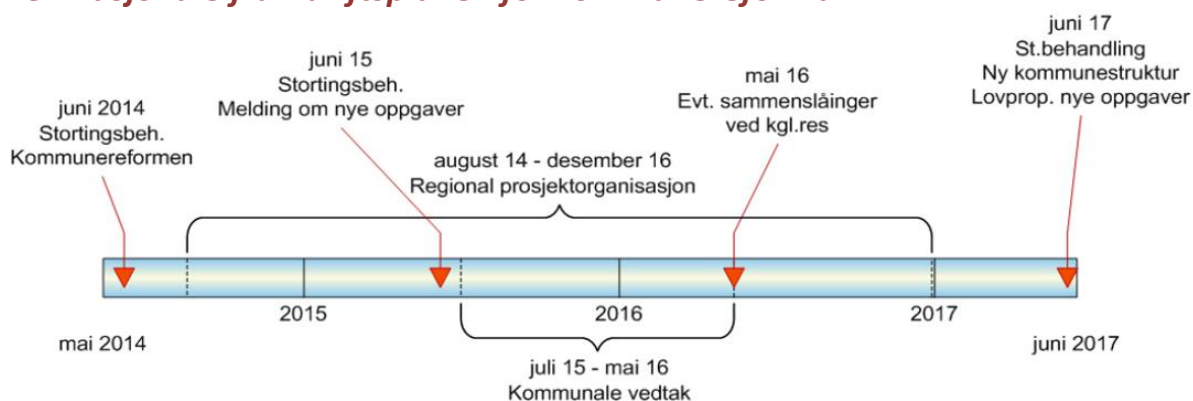 juni 17
St.behandling
Ny kommunestruktur
Lovprop. nye oppgaver
juni 15
Stortingsbeh.
Melding om nye oppgaver
mai 16
Evt. sammenslåinger
ved kgl.res
juni 2014
Stortingsbeh.
Kommunereformen
august 14 - desember 16
Regional prosjektorganisasjon
2015
2016
2017
mai 2014
juni 2017
juli 15 - mai 16
Kommunale vedtak